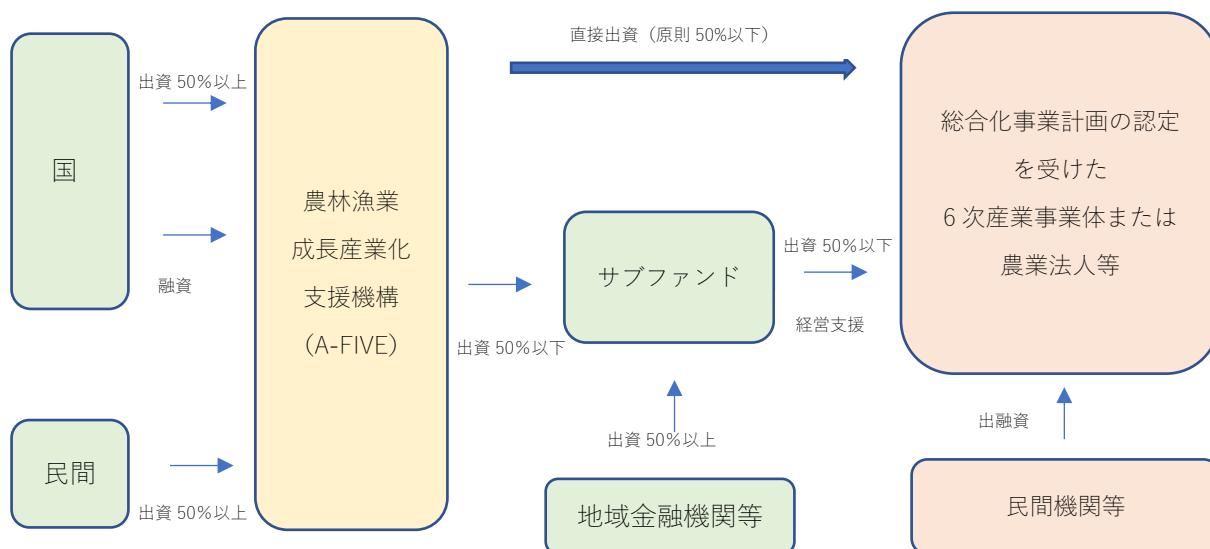 直接出資（原則 50%以下）
出資 50%以上
国
融資
農林漁業
成長産業化
支援機構
（A-FIVE）
総合化事業計画の認定
を受けた
6 次産業事業体または
農業法人等
サブファンド
出資 50%以下
経営支援
出資 50%以下
民間
出資 50%以上
出資 50%以上
地域金融機関等
出融資
民間機関等